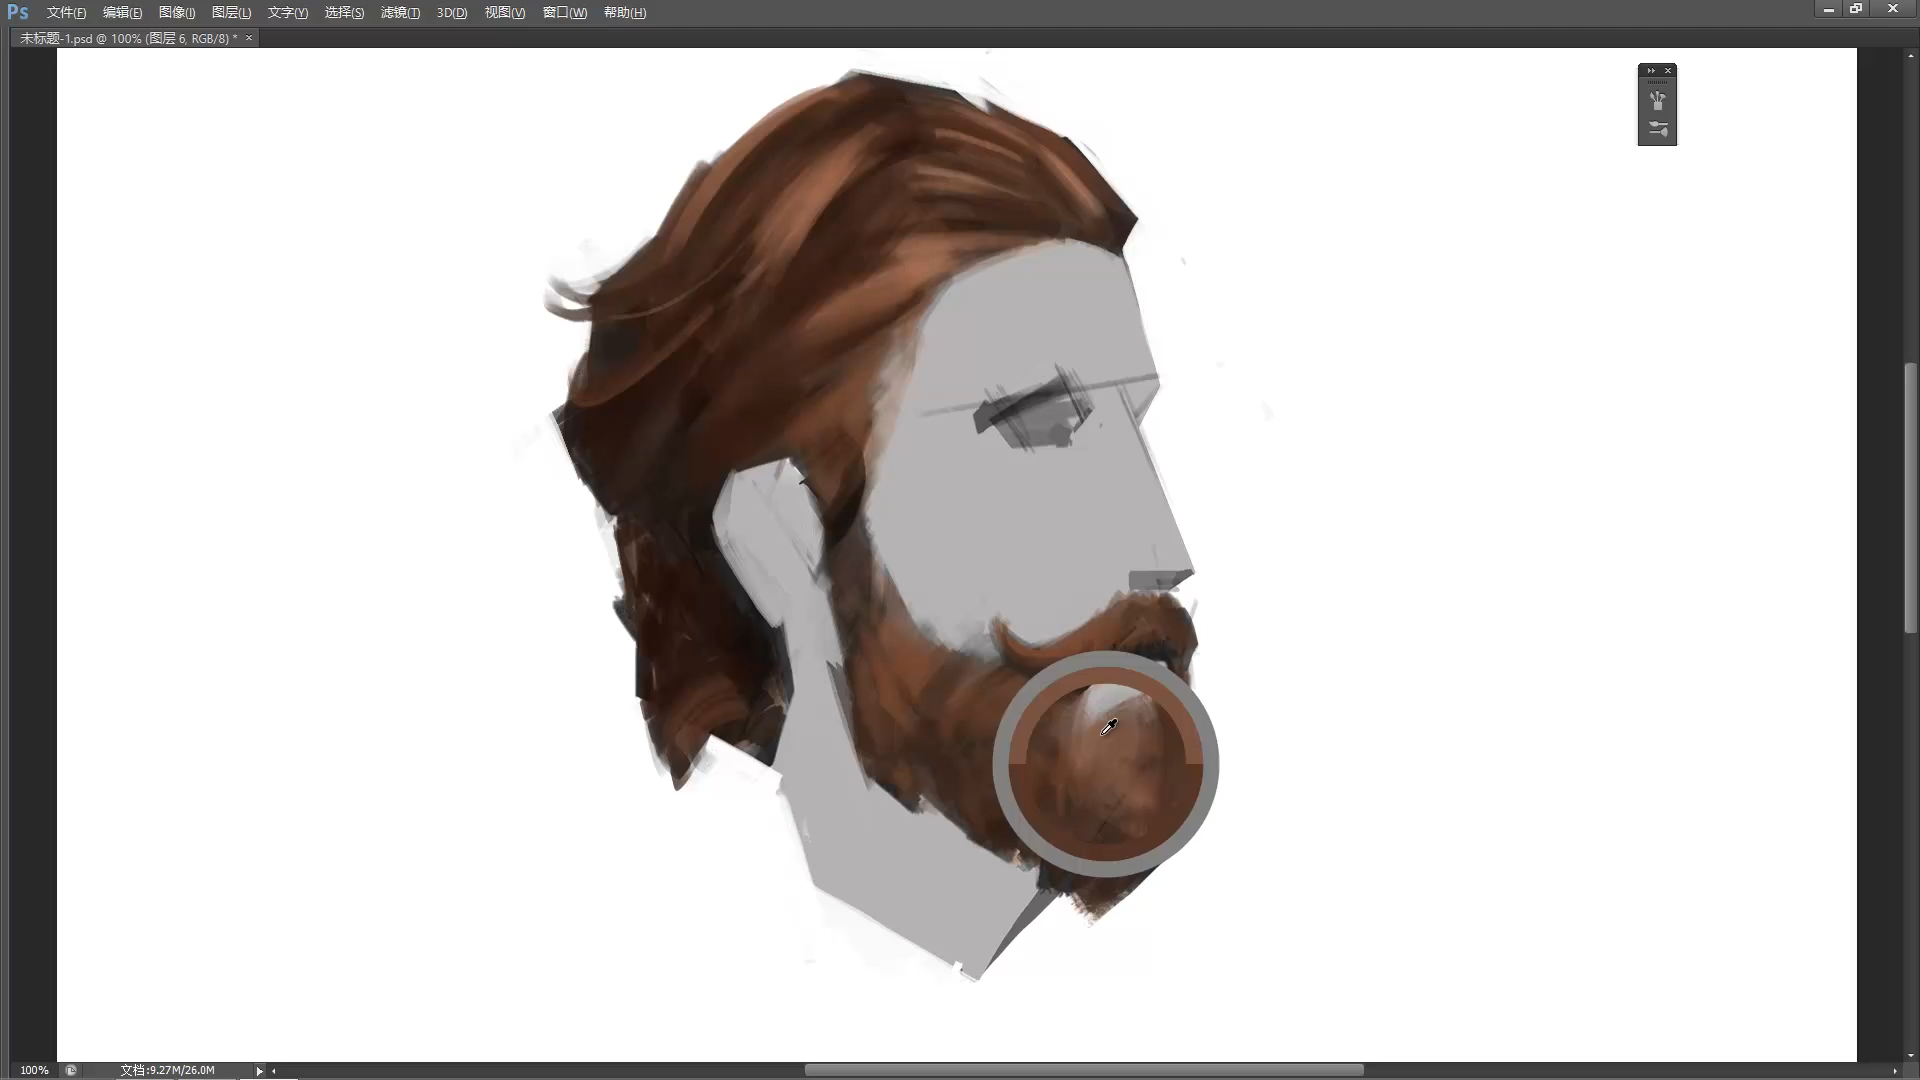 Ps 文件(F) 编辑(E) 图像(I) 图层(L) 文字(Y) 选择(S) 滤镜(T) 3D(D) 视图(V) 窗口(W) 帮助(H)
未标题-1.psd @ 100% (图层 6, RGB/8) *
100% 文档:9.27M/26.0M